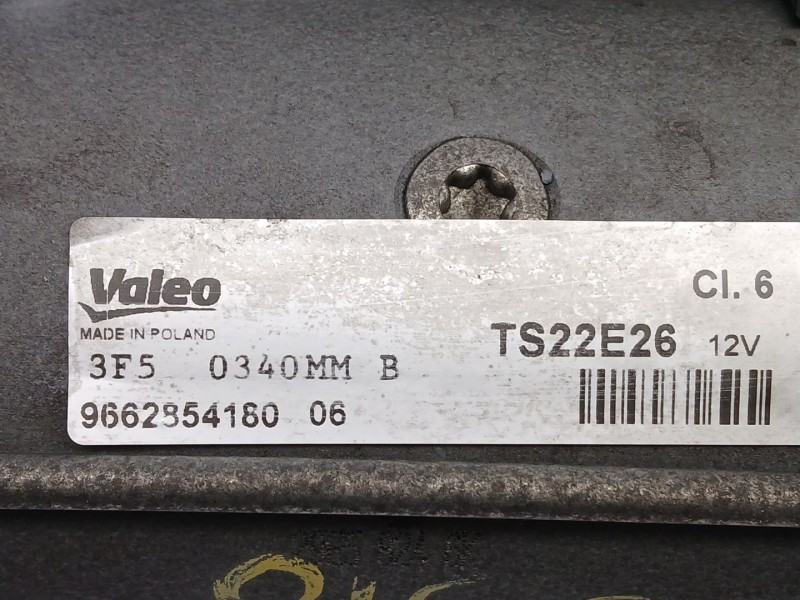 Valeo
MADE IN POLAND
Cl. 6
TS22E26 12V
3F5 0340MM B
9662854180 06